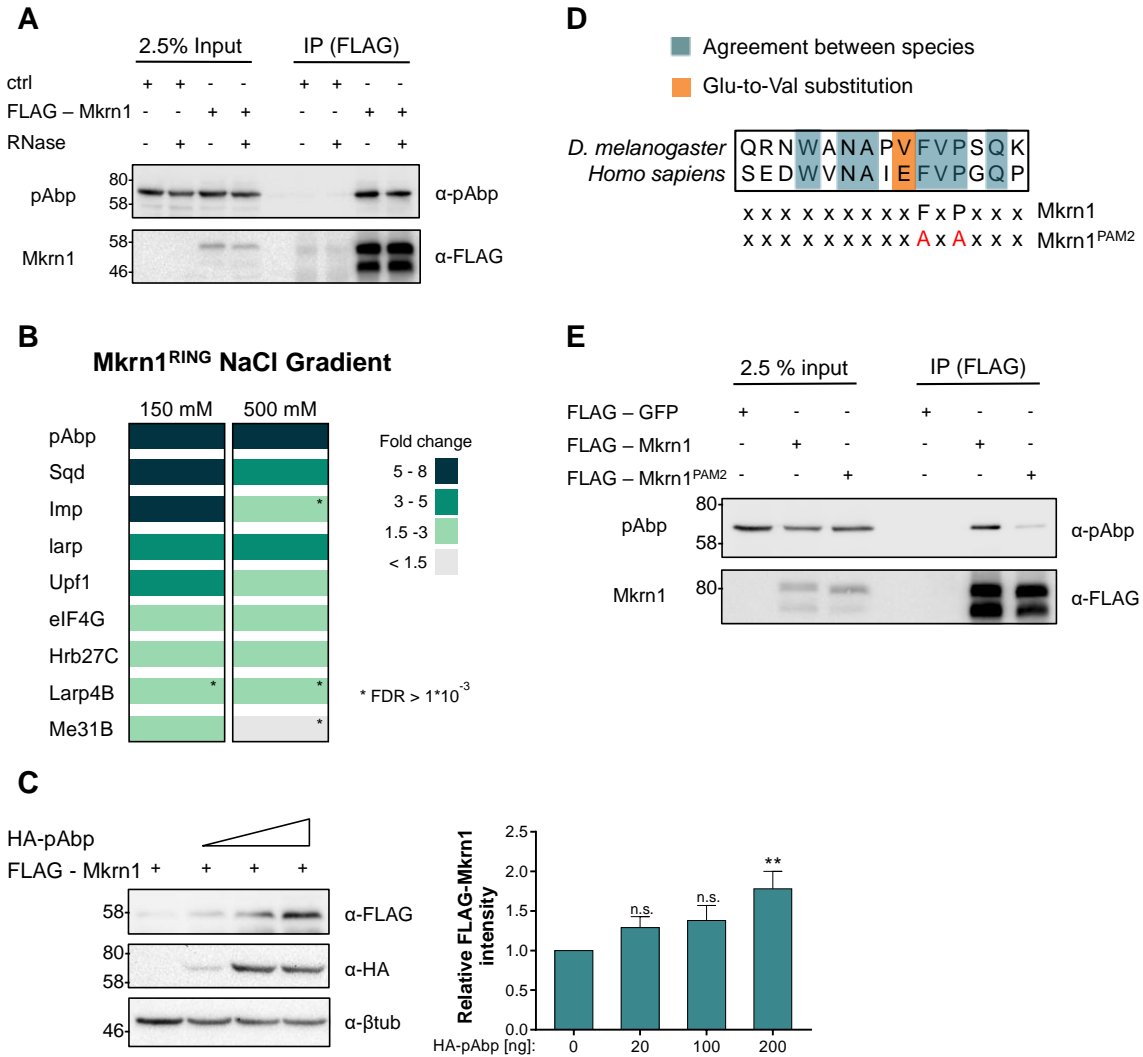 A
2.5% Input IP (FLAG)
ctrl + + - - + + - -
FLAG – Mkrn1 - - + + - - + +
RNase - + - + - + - +
pAbp 80- 58- α-pAbp
Mkrn1 58- 46- α-FLAG
B
Mkrn1RING NaCl Gradient
150 mM 500 mM
pAbp
Sqd
Imp *
larp
Upf1
eIF4G
Hrb27C
Larp4B * *
Me31B *
Fold change
5 - 8
3 - 5
1.5 -3
< 1.5
* FDR > 1*10-3
C
HA-pAbp
FLAG - Mkrn1 + + + +
58- α-FLAG
80- 58- α-HA
46- α-βtub
Relative FLAG-Mkrn1 intensity
2.5
2.0
1.5
1.0
0.5
0.0
n.s. n.s. **
HA-pAbp [ng]: 0 20 100 200
D
Agreement between species
Glu-to-Val substitution
D. melanogaster Q R N W A N A P V F V P S Q K
Homo sapiens S E D W V N A I E F V P G Q P
x x x x x x x x x F x P x x x Mkrn1
x x x x x x x x x A x A x x x Mkrn1PAM2
E
2.5 % input IP (FLAG)
FLAG – GFP + - - + - -
FLAG – Mkrn1 - + - - + -
FLAG – Mkrn1PAM2 - - + - - +
pAbp 80- 58- α-pAbp
Mkrn1 80- α-FLAG